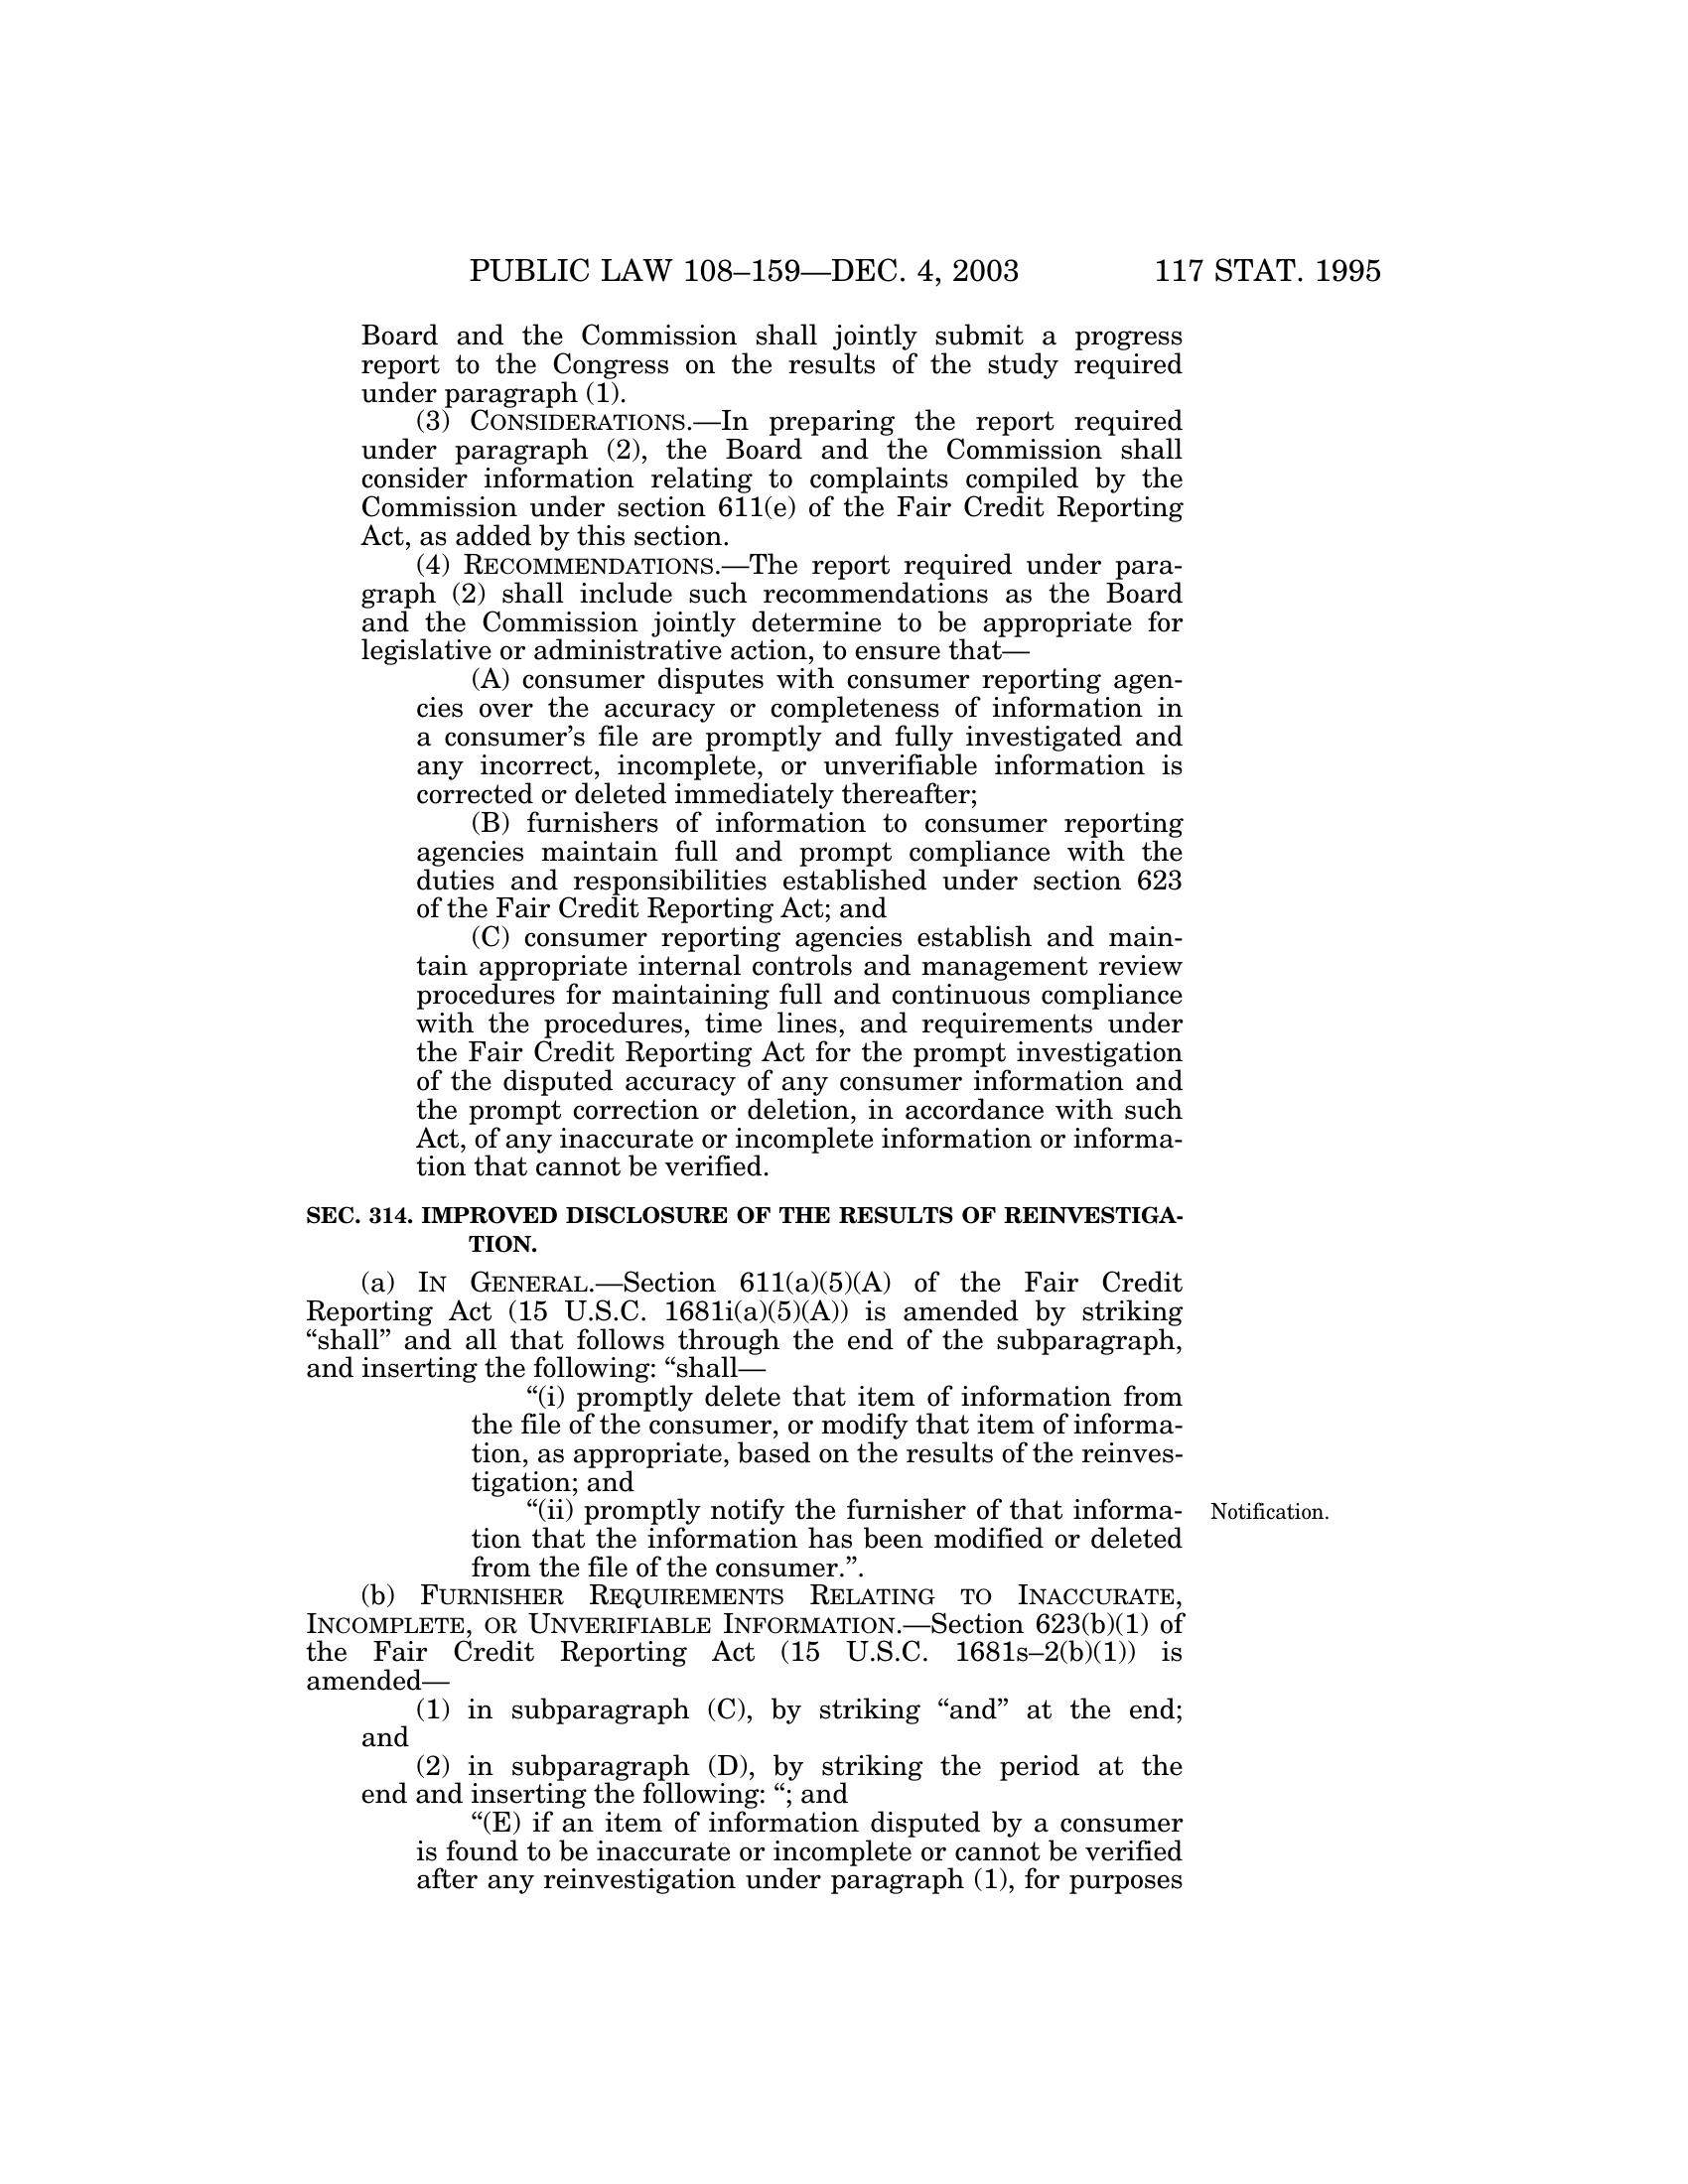 PUBLIC LAW 108–159—DEC. 4, 2003 117 STAT. 1995
Board and the Commission shall jointly submit a progress
report to the Congress on the results of the study required
under paragraph (1).
(3) CONSIDERATIONS.—In preparing the report required
under paragraph (2), the Board and the Commission shall
consider information relating to complaints compiled by the
Commission under section 611(e) of the Fair Credit Reporting
Act, as added by this section.
(4) RECOMMENDATIONS.—The report required under para-
graph (2) shall include such recommendations as the Board
and the Commission jointly determine to be appropriate for
legislative or administrative action, to ensure that—
(A) consumer disputes with consumer reporting agen-
cies over the accuracy or completeness of information in
a consumer’s file are promptly and fully investigated and
any incorrect, incomplete, or unverifiable information is
corrected or deleted immediately thereafter;
(B) furnishers of information to consumer reporting
agencies maintain full and prompt compliance with the
duties and responsibilities established under section 623
of the Fair Credit Reporting Act; and
(C) consumer reporting agencies establish and main-
tain appropriate internal controls and management review
procedures for maintaining full and continuous compliance
with the procedures, time lines, and requirements under
the Fair Credit Reporting Act for the prompt investigation
of the disputed accuracy of any consumer information and
the prompt correction or deletion, in accordance with such
Act, of any inaccurate or incomplete information or informa-
tion that cannot be verified.
SEC. 314. IMPROVED DISCLOSURE OF THE RESULTS OF REINVESTIGA-
TION.
(a) IN GENERAL.—Section 611(a)(5)(A) of the Fair Credit
Reporting Act (15 U.S.C. 1681i(a)(5)(A)) is amended by striking
“shall” and all that follows through the end of the subparagraph,
and inserting the following: “shall—
“(i) promptly delete that item of information from
the file of the consumer, or modify that item of informa-
tion, as appropriate, based on the results of the reinves-
tigation; and
“(ii) promptly notify the furnisher of that informa- Notification.
tion that the information has been modified or deleted
from the file of the consumer.”.
(b) FURNISHER REQUIREMENTS RELATING TO INACCURATE,
INCOMPLETE, OR UNVERIFIABLE INFORMATION.—Section 623(b)(1) of
the Fair Credit Reporting Act (15 U.S.C. 1681s–2(b)(1)) is
amended—
(1) in subparagraph (C), by striking “and” at the end;
and
(2) in subparagraph (D), by striking the period at the
end and inserting the following: “; and
“(E) if an item of information disputed by a consumer
is found to be inaccurate or incomplete or cannot be verified
after any reinvestigation under paragraph (1), for purposes